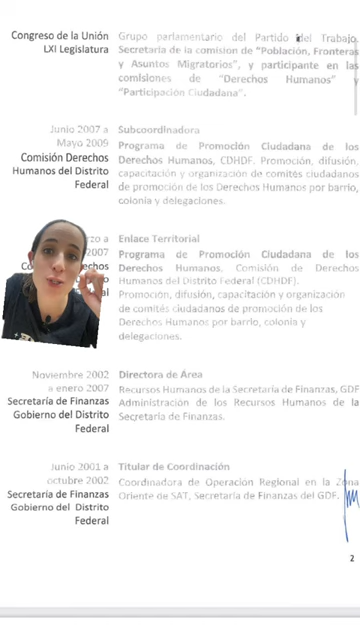 Congreso de la Unión
LXI Legislatura
Grupo parlamentario del Partido del Trabajo.
Secretaría de la comision de "Población, Fronteras
y Asuntos Migratorios", y participante en las
comisiones de "Derechos Humanos" y
"Participación Ciudadana".
Junio 2007 a
Mayo 2009
Comisión Derechos
Humanos del Distrito
Federal
Subcoordinadora
Programa de Promoción Ciudadana de los
Derechos Humanos, CDHDF. Promoción, difusión,
capacitación y organización de comités ciudadanos
de promoción de los Derechos Humanos por barrio,
colonia y delegaciones.
a
2007
Enlace Territorial
Programa de Promoción Ciudadana de los
Derechos Humanos. Comisión de Derechos
Humanos del Distrito Federal (CDHDF).
Promoción, difusión, capacitación y organización
de comités ciudadanos de promoción de los
Derechos Humanos por barrio, colonia y
delegaciones.
Noviembre 2002
a enero 2007
Secretaría de Finanzas
Gobierno del Distrito
Federal
Directora de Área
Recursos Humanos de la Secretaría de Finanzas, GDF
Administración de los Recursos Humanos de la
Secretaría de Finanzas.
Junio 2001 a
octubre 2002
Secretaría de Finanzas
Gobierno del Distrito
Federal
Titular de Coordinación
Coordinadora de Operación Regional en la Zona
Oriente de SAT, Secretaría de Finanzas del GDF.
2